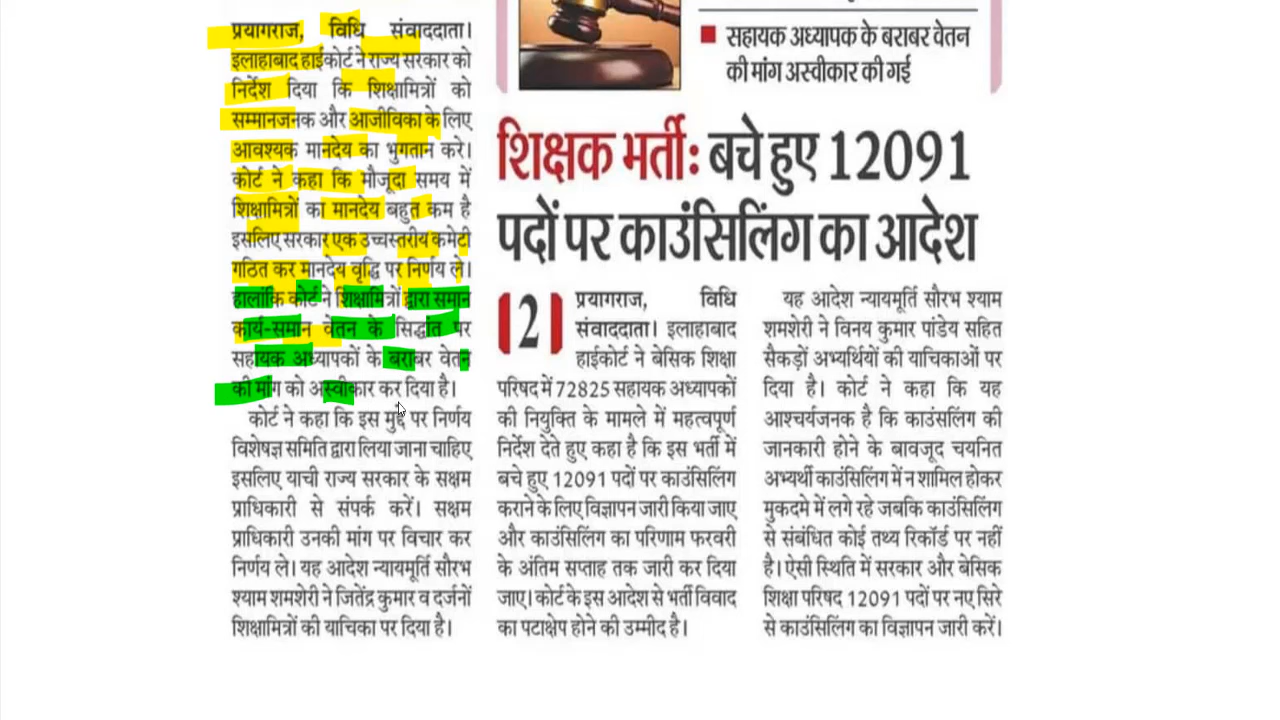 प्रयागराज, विधि संवाददाता।
इलाहाबाद हाईकोर्ट ने राज्य सरकार को
निर्देश दिया कि शिक्षामित्रों को
सम्मानजनक और आजीविका के लिए
आवश्यक मानदेय का भुगतान करे।
कोर्ट ने कहा कि मौजूदा समय में
शिक्षामित्रों का मानदेय बहुत कम है
इसलिए सरकार एक उच्चस्तरीय कमेटी
गठित कर मानदेय वृद्धि पर निर्णय ले।
हालांकि कोर्ट ने शिक्षामित्रों द्वारा समान
कार्य-समान वेतन के सिद्धांत पर
सहायक अध्यापकों के बराबर वेतन
की मांग को अस्वीकार कर दिया है।
कोर्ट ने कहा कि इस मुद्दे पर निर्णय
विशेषज्ञ समिति द्वारा लिया जाना चाहिए
इसलिए याची राज्य सरकार के सक्षम
प्राधिकारी से संपर्क करें। सक्षम
प्राधिकारी उनकी मांग पर विचार कर
निर्णय ले। यह आदेश न्यायमूर्ति सौरभ
श्याम शमशेरी ने जितेंद्र कुमार व दर्जनों
शिक्षामित्रों की याचिका पर दिया है।
सहायक अध्यापक के बराबर वेतन
की मांग अस्वीकार की गई
शिक्षक भर्ती: बचे हुए 12091
पदों पर काउंसिलिंग का आदेश
2
प्रयागराज, विधि
संवाददाता। इलाहाबाद
हाईकोर्ट ने बेसिक शिक्षा
परिषद में 72825 सहायक अध्यापकों
की नियुक्ति के मामले में महत्वपूर्ण
निर्देश देते हुए कहा है कि इस भर्ती में
बचे हुए 12091 पदों पर काउंसिलिंग
कराने के लिए विज्ञापन जारी किया जाए
और काउंसिलिंग का परिणाम फरवरी
के अंतिम सप्ताह तक जारी कर दिया
जाए। कोर्ट के इस आदेश से भर्ती विवाद
का पटाक्षेप होने की उम्मीद है।
यह आदेश न्यायमूर्ति सौरभ श्याम
शमशेरी ने विनय कुमार पांडेय सहित
सैकड़ों अभ्यर्थियों की याचिकाओं पर
दिया है। कोर्ट ने कहा कि यह
आश्चर्यजनक है कि काउंसलिंग की
जानकारी होने के बावजूद चयनित
अभ्यर्थी काउंसिलिंग में न शामिल होकर
मुकदमे में लगे रहे जबकि काउंसिलिंग
से संबंधित कोई तथ्य रिकॉर्ड पर नहीं
है। ऐसी स्थिति में सरकार और बेसिक
शिक्षा परिषद 12091 पदों पर नए सिरे
से काउंसिलिंग का विज्ञापन जारी करें।